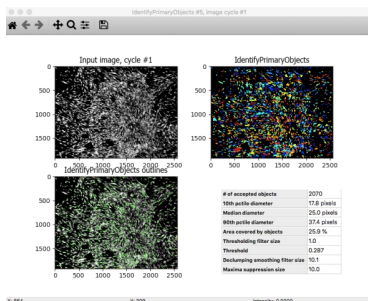 IdentifyPrimaryObjects #5, image cycle #1
Input image, cycle #1
0
500
1000
1500
0 500 1000 1500 2000 2500
IdentifyPrimaryObjects
0
500
1000
1500
0 500 1000 1500 2000 2500
IdentifyPrimaryObjects outlines
0
500
1000
1500
0 500 1000 1500 2000 2500
# of accepted objects 2070
10th pctile diameter 17.8 pixels
Median diameter 25.0 pixels
90th pctile diameter 37.4 pixels
Area covered by objects 25.9 %
Thresholding filter size 1.0
Threshold 0.287
Declumping smoothing filter size 10.1
Maxima suppression size 10.0